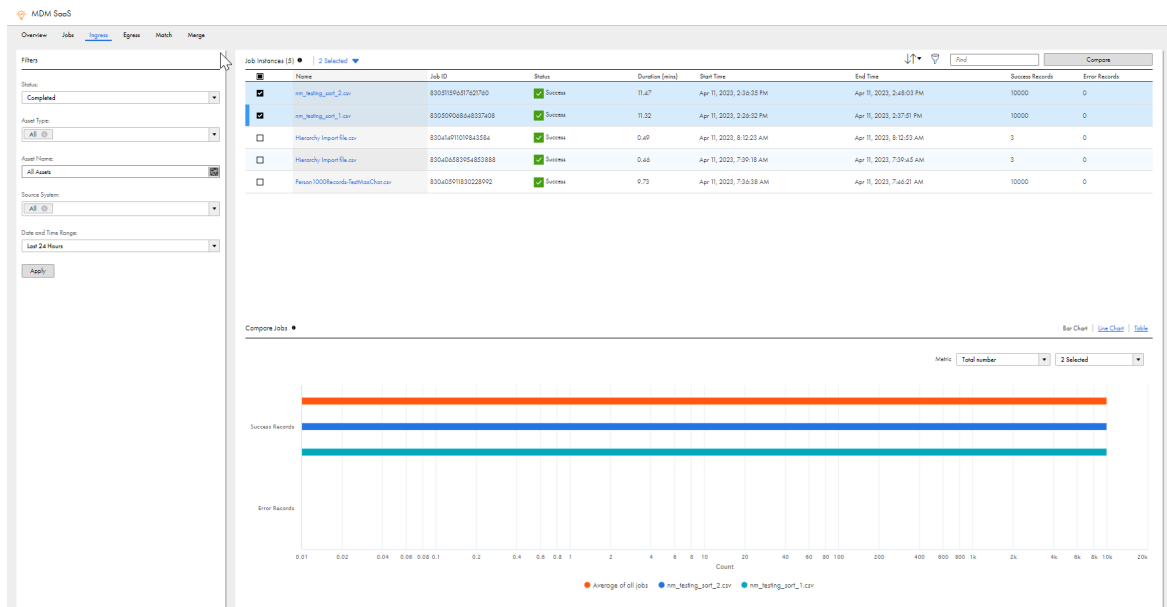 MDM SaaS
Overview Jobs Ingress Egress Match Merge
Filters
Status:
Completed
Asset Type:
All
Asset Name:
All Assets
Source System:
All
Date and Time Range:
Last 24 Hours
Apply
Job Instances (5) 2 Selected Find Compare
Name Job ID Status Duration (mins) Start Time End Time Success Records Error Records
nm_testing_sort_2.csv 830511596517621760 Success 11.47 Apr 11, 2023, 2:36:35 PM Apr 11, 2023, 2:48:03 PM 10000 0
nm_testing_sort_1.csv 830509068648337408 Success 11.32 Apr 11, 2023, 2:26:32 PM Apr 11, 2023, 2:37:51 PM 10000 0
Hierarchy Import file.csv 830414911019843584 Success 0.49 Apr 11, 2023, 8:12:23 AM Apr 11, 2023, 8:12:53 AM 3 0
Hierarchy Import file.csv 830406583954853888 Success 0.46 Apr 11, 2023, 7:39:18 AM Apr 11, 2023, 7:39:45 AM 3 0
Person1000Records-TestMaxChar.csv 830405911830228992 Success 9.73 Apr 11, 2023, 7:36:38 AM Apr 11, 2023, 7:46:21 AM 10000 0
Compare Jobs Bar Chart Line Chart Table
Metric Total number 2 Selected
Success Records
Error Records
0.01 0.02 0.04 0.06 0.08 0.1 0.2 0.4 0.6 0.8 1 2 4 6 8 10 20 40 60 80 100 200 400 600 800 1k 2k 4k 6k 8k 10k 20k
Count
Average of all jobs nm_testing_sort_2.csv nm_testing_sort_1.csv